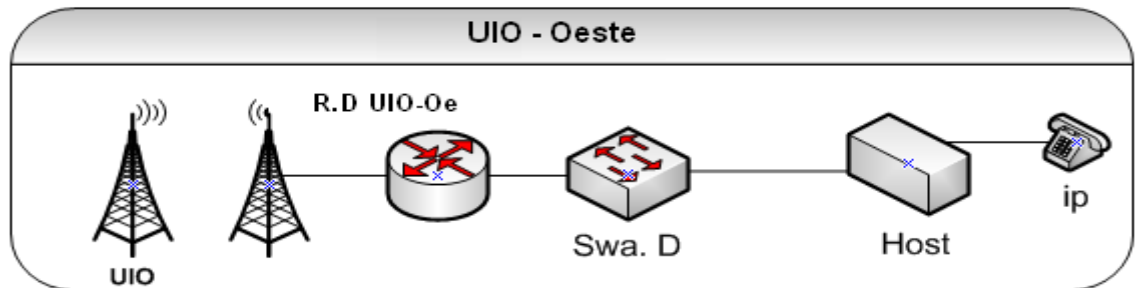 UIO - Oeste
R.D UIO-Oe
Swa. D
Host
ip
UIO